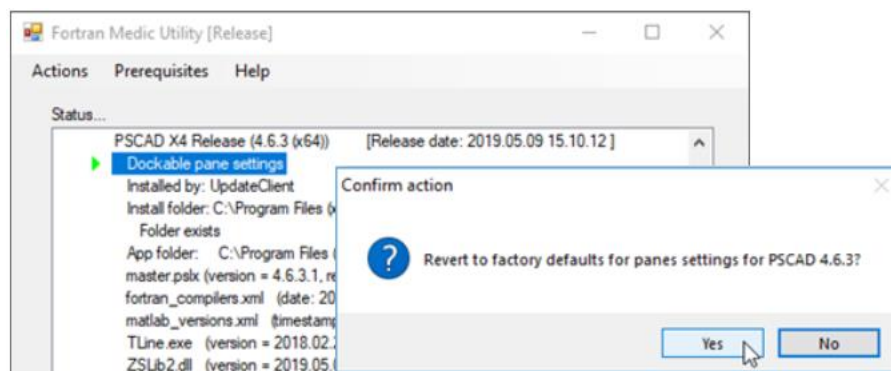 Fortran Medic Utility [Release]
Actions Prerequisites Help
Status...
PSCAD X4 Release (4.6.3 (x64)) [Release date: 2019.05.09 15.10.12 ]
Dockable pane settings
Installed by: UpdateClient
Install folder: C:\Program Files
Folder exists
App folder: C:\Program Files
master.pslx (version = 4.6.3.1,
fortran_compilers.xml (date: 20
matlab_versions.xml
TLine.exe (version = 2018.02.
ZSLib2.dll (version = 2019.05.
Confirm action
Revert to factory defaults for panes settings for PSCAD 4.6.3?
Yes No